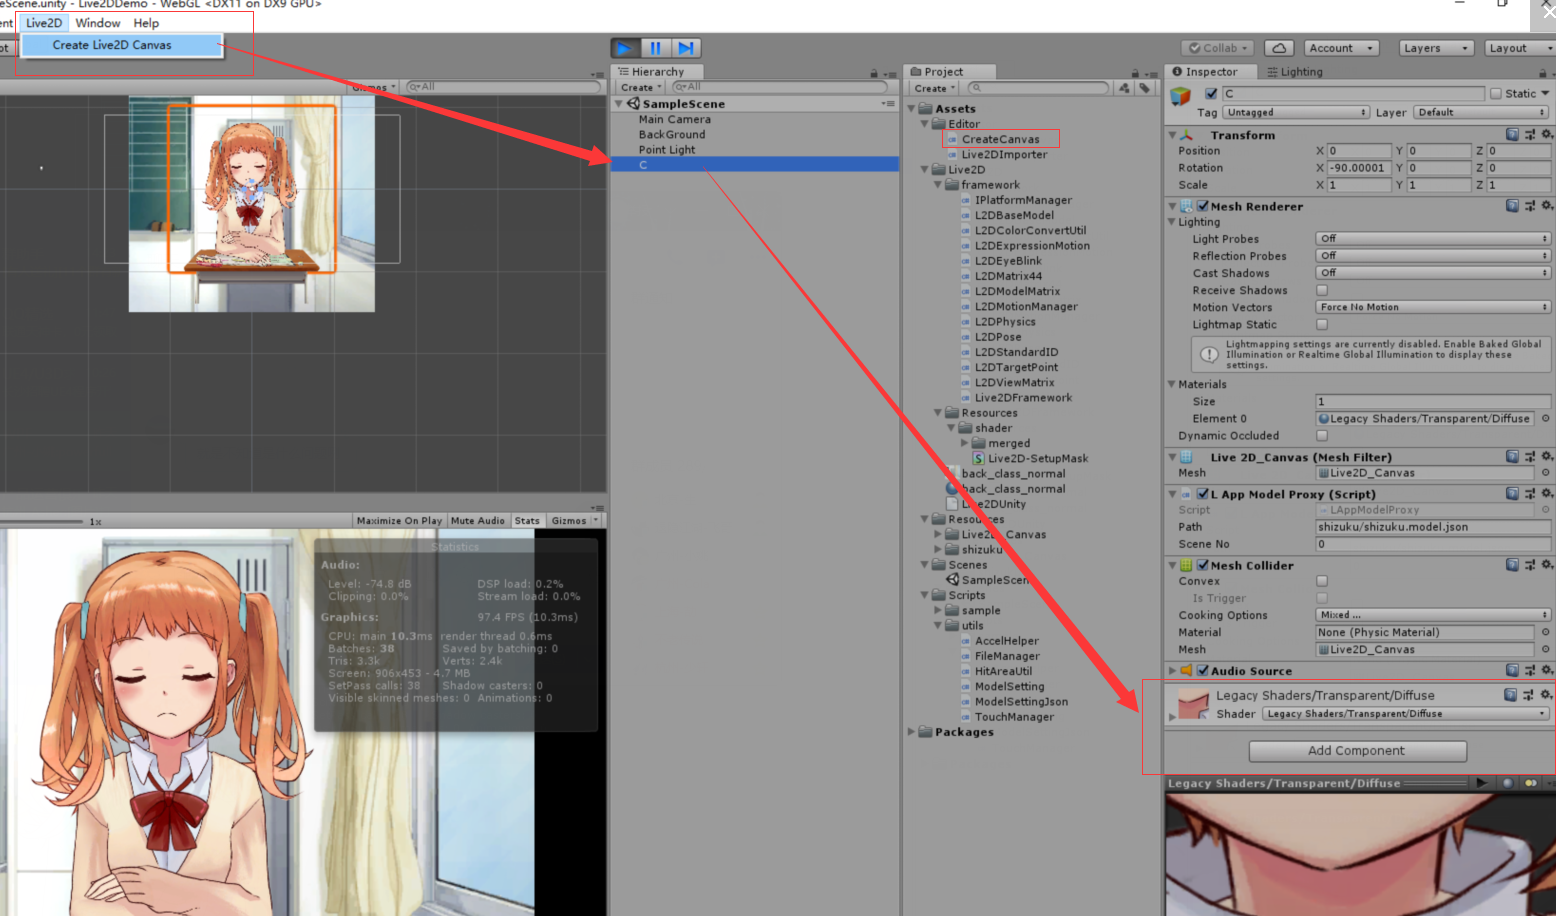 eScene.unity - Live2DDemo - WebGL <DX11 on DX9 GPU>
ent Live2D Window Help
Create Live2D Canvas
Collab Account Layers Layout
Gizmos All
Hierarchy
Create All
SampleScene
Main Camera
BackGround
Point Light
C
Project
Create
Assets
Editor
CreateCanvas
Live2DImporter
Live2D
framework
IPlatformManager
L2DBaseModel
L2DColorConvertUtil
L2DExpressionMotion
L2DEyeBlink
L2DMatrix44
L2DModelMatrix
L2DMotionManager
L2DPhysics
L2DPose
L2DStandardID
L2DTargetPoint
L2DViewMatrix
Live2DFramework
Resources
shader
merged
Live2D-SetupMask
back_class_normal
back_class_normal
Live2DUnity
Resources
Live2D_Canvas
shizuku
Scenes
SampleScen
Scripts
sample
utils
AccelHelper
FileManager
HitAreaUtil
ModelSetting
ModelSettingJson
TouchManager
Packages
Inspector Lighting
C Static
Tag Untagged Layer Default
Transform
Position X 0 Y 0 Z 0
Rotation X -90.00001 Y 0 Z 0
Scale X 1 Y 1 Z 1
Mesh Renderer
Lighting
Light Probes Off
Reflection Probes Off
Cast Shadows Off
Receive Shadows
Motion Vectors Force No Motion
Lightmap Static
Lightmapping settings are currently disabled. Enable Baked Global
Illumination or Realtime Global Illumination to display these
settings.
Materials
Size 1
Element 0 Legacy Shaders/Transparent/Diffuse
Dynamic Occluded
Live 2D_Canvas (Mesh Filter)
Mesh Live2D_Canvas
L App Model Proxy (Script)
Script LAppModelProxy
Path shizuku/shizuku.model.json
Scene No 0
Mesh Collider
Convex
Is Trigger
Cooking Options Mixed ...
Material None (Physic Material)
Mesh Live2D_Canvas
Audio Source
Legacy Shaders/Transparent/Diffuse
Shader Legacy Shaders/Transparent/Diffuse
Add Component
Legacy Shaders/Transparent/Diffuse
1x Maximize On Play Mute Audio Stats Gizmos
Statistics
Audio:
Level: -74.8 dB DSP load: 0.2%
Clipping: 0.0% Stream load: 0.0%
Graphics: 97.4 FPS (10.3ms)
CPU: main 10.3ms render thread 0.6ms
Batches: 38 Saved by batching: 0
Tris: 3.3k Verts: 2.4k
Screen: 906x453 - 4.7 MB
SetPass calls: 38 Shadow casters: 0
Visible skinned meshes: 0 Animations: 0